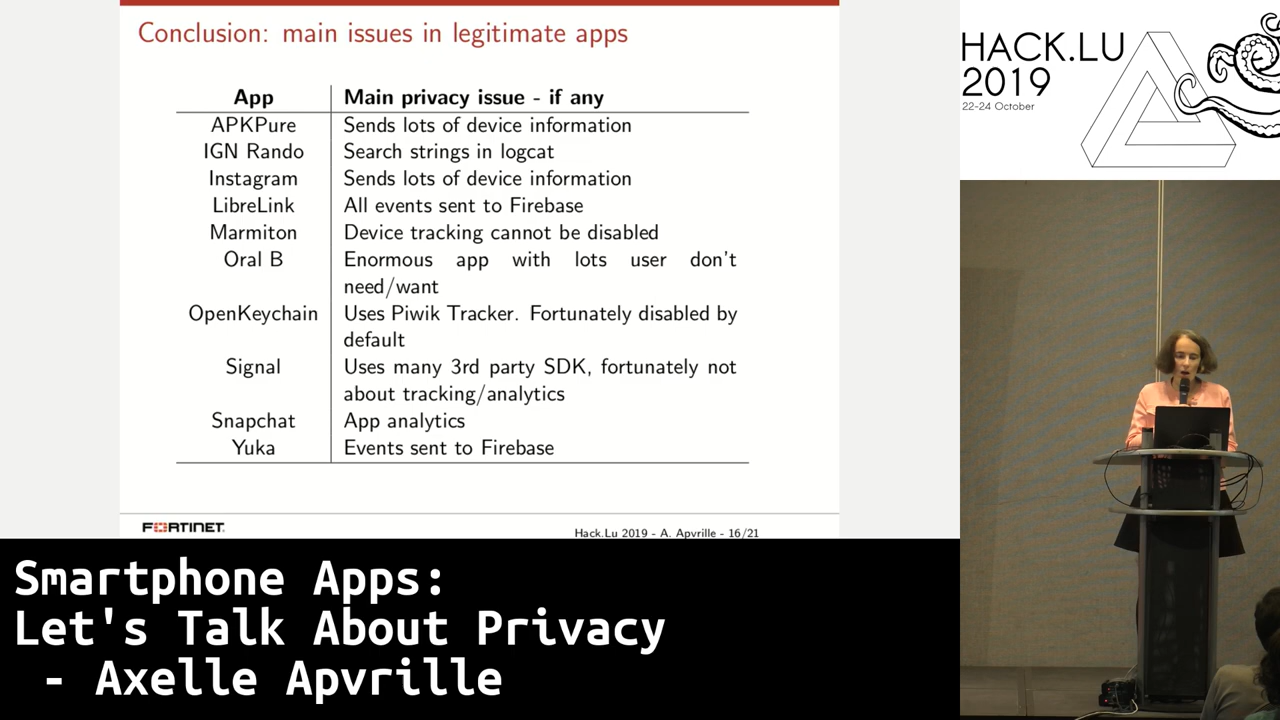 Conclusion: main issues in legitimate apps
App Main privacy issue - if any
APKPure Sends lots of device information
IGN Rando Search strings in logcat
Instagram Sends lots of device information
LibreLink All events sent to Firebase
Marmiton Device tracking cannot be disabled
Oral B Enormous app with lots user don't
need/want
OpenKeychain Uses Piwik Tracker. Fortunately disabled by
default
Signal Uses many 3rd party SDK, fortunately not
about tracking/analytics
Snapchat App analytics
Yuka Events sent to Firebase
FORTINET
Hack.Lu 2019 - A. Apvrille - 16/21
HACK.LU
2019
22-24 October
Smartphone Apps:
Let's Talk About Privacy
- Axelle Apvrille